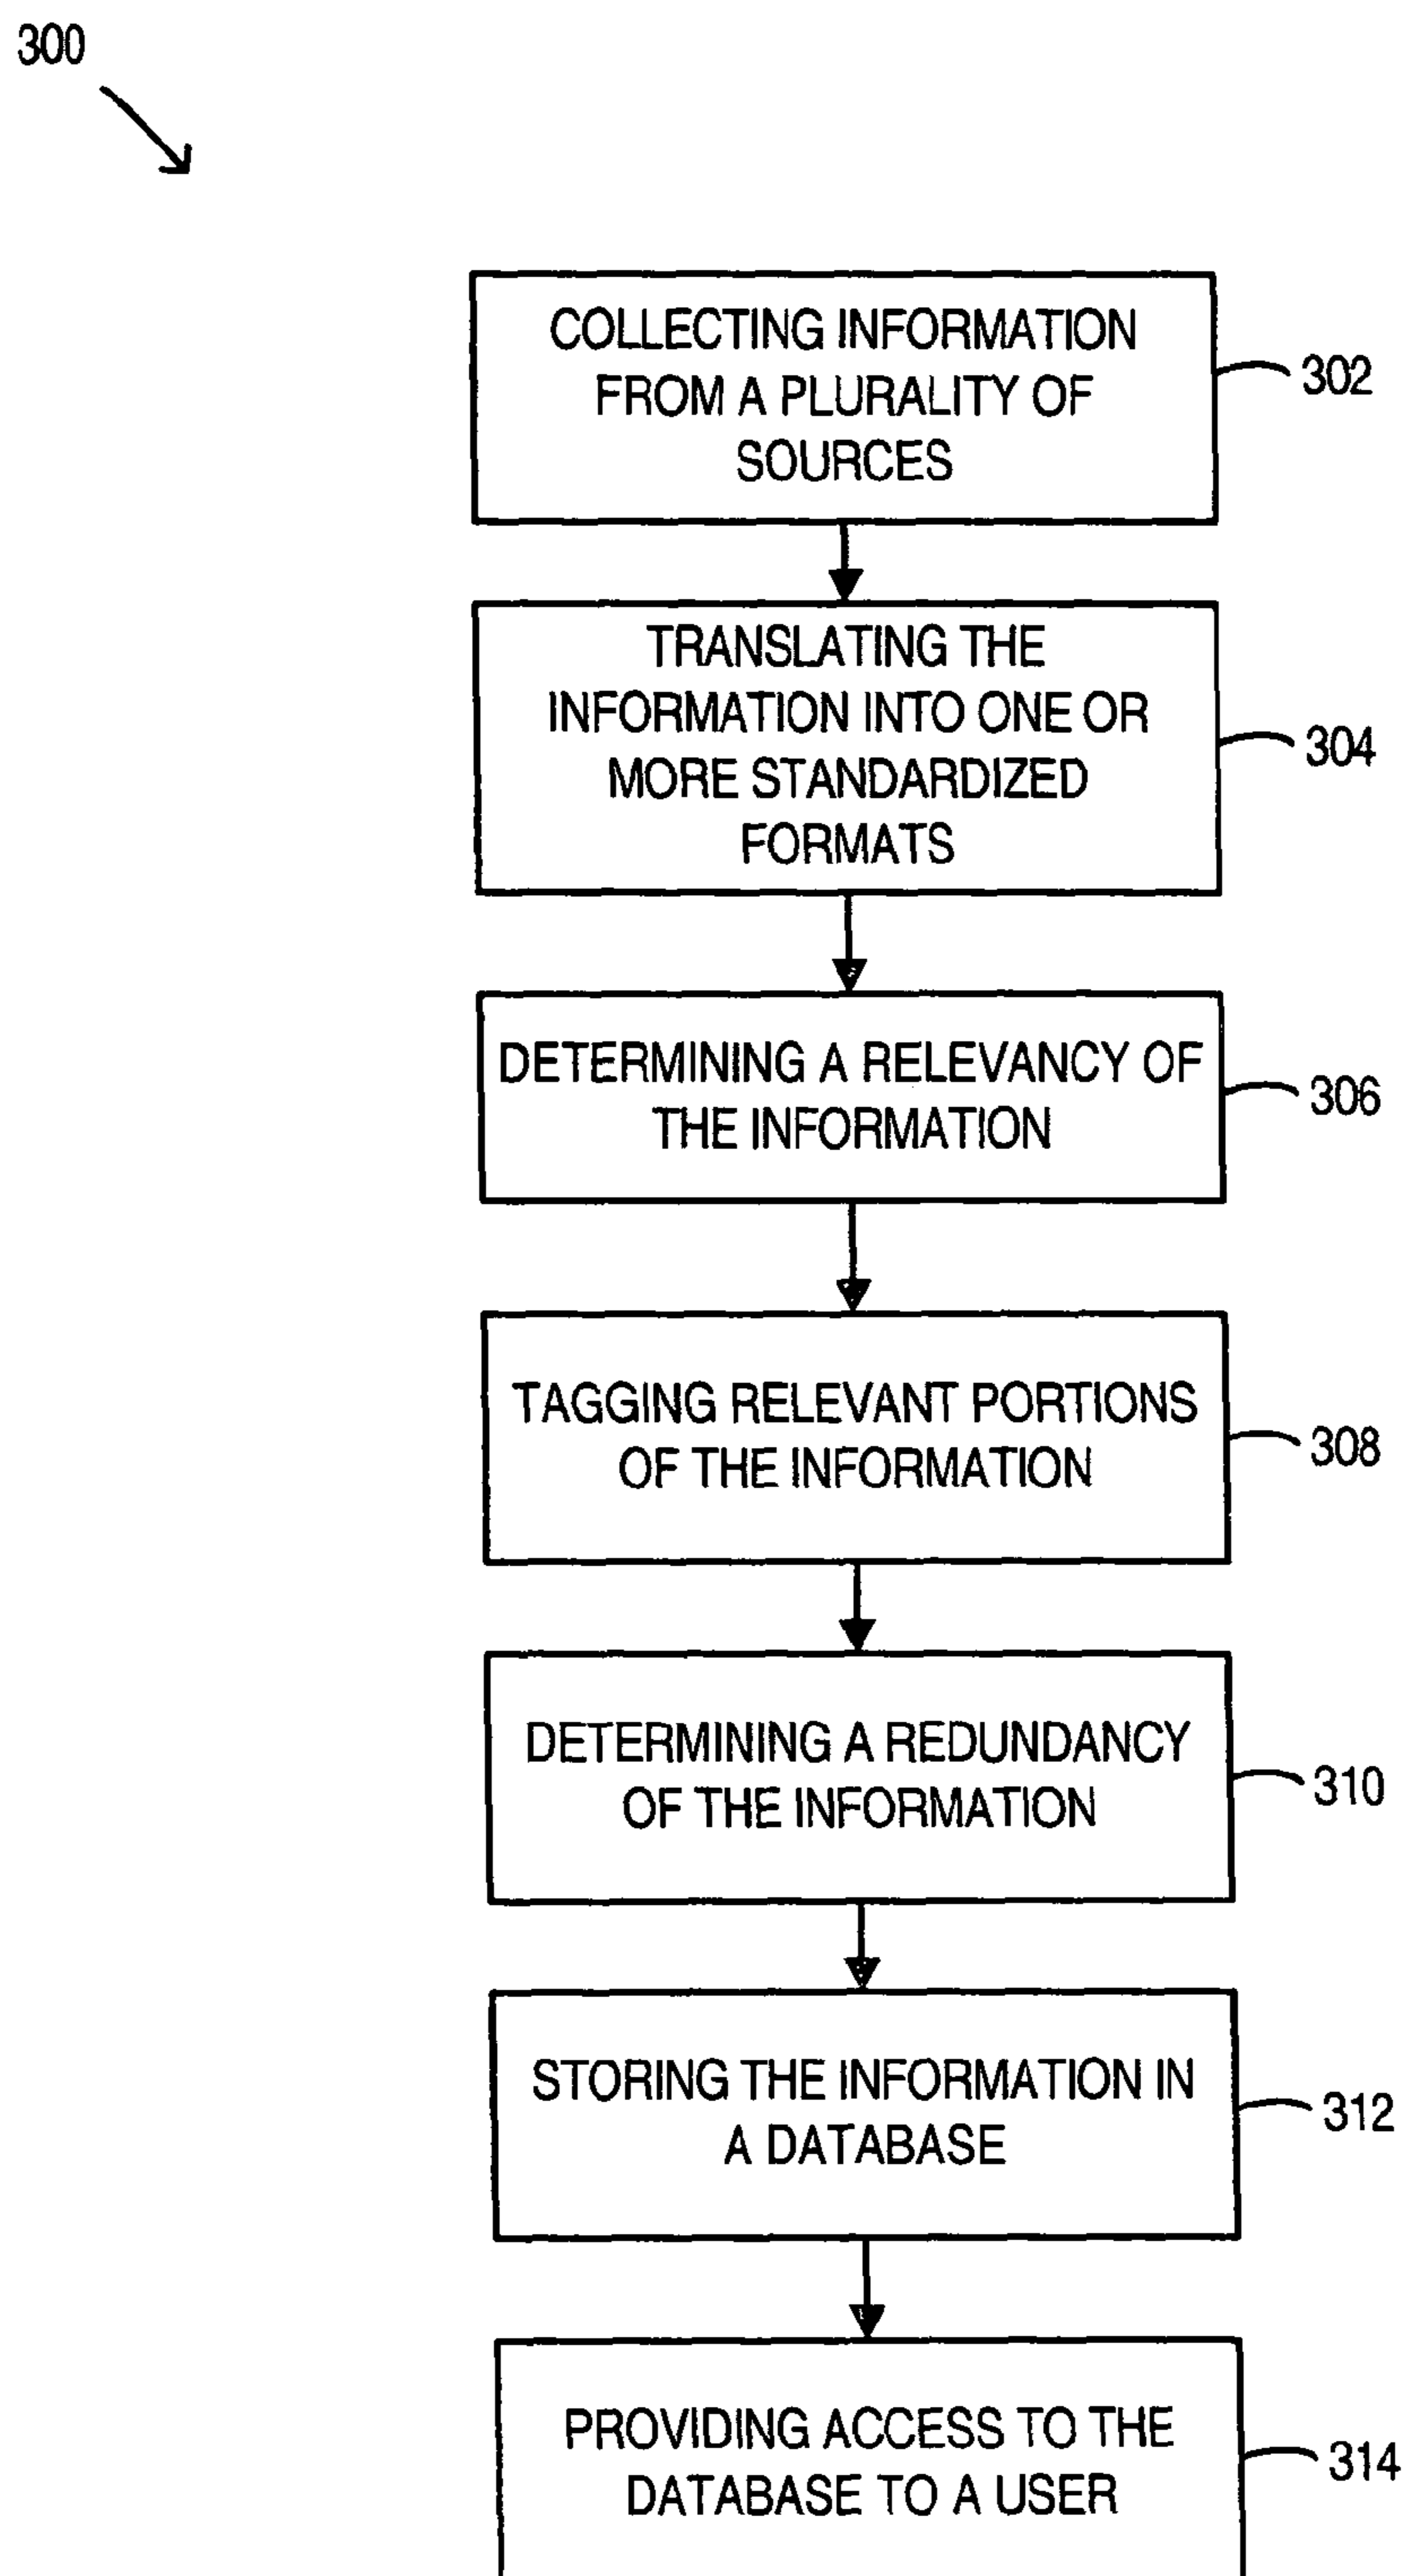 300
COLLECTING INFORMATION
FROM A PLURALITY OF
SOURCES
302
TRANSLATING THE
INFORMATION INTO ONE OR
MORE STANDARDIZED
FORMATS
304
DETERMINING A RELEVANCY OF
THE INFORMATION
306
TAGGING RELEVANT PORTIONS
OF THE INFORMATION
308
DETERMINING A REDUNDANCY
OF THE INFORMATION
310
STORING THE INFORMATION IN
A DATABASE
312
PROVIDING ACCESS TO THE
DATABASE TO A USER
314